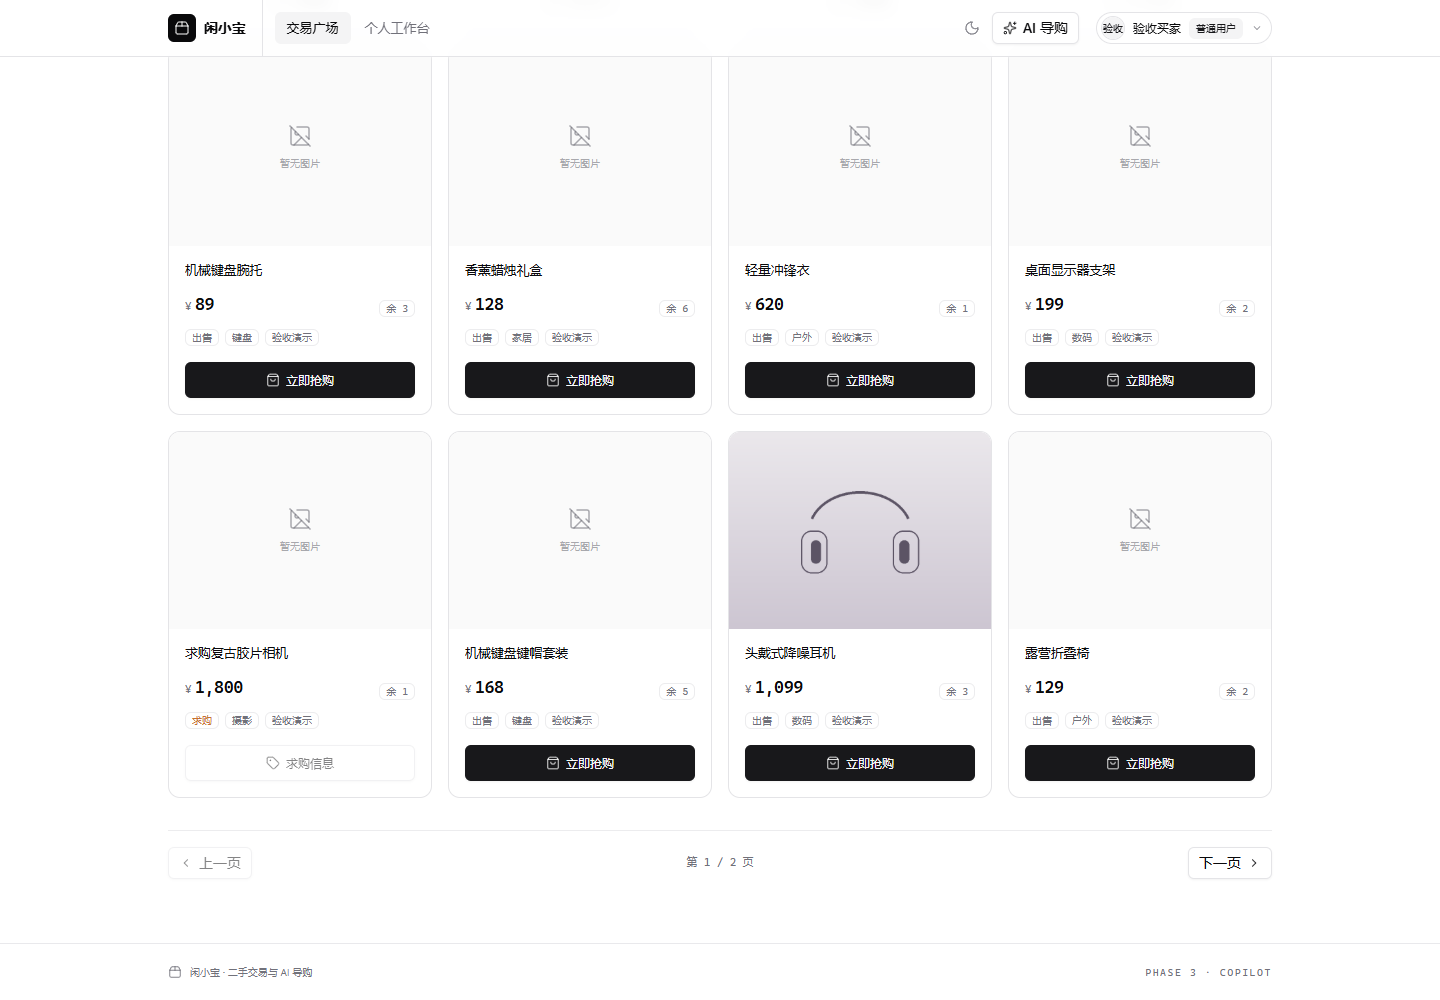 闲小宝 交易广场 个人工作台 AI 导购 验收 验收买家 普通用户
暂无图片 暂无图片 暂无图片 暂无图片
机械键盘腕托 香薰蜡烛礼盒 轻量冲锋衣 桌面显示器支架
¥ 89 余 3 ¥ 128 余 6 ¥ 620 余 1 ¥ 199 余 2
出售 键盘 验收演示 出售 家居 验收演示 出售 户外 验收演示 出售 数码 验收演示
立即抢购 立即抢购 立即抢购 立即抢购
暂无图片 暂无图片 暂无图片
求购复古胶片相机 机械键盘键帽套装 头戴式降噪耳机 露营折叠椅
¥ 1,800 余 1 ¥ 168 余 5 ¥ 1,099 余 3 ¥ 129 余 2
求购 摄影 验收演示 出售 键盘 验收演示 出售 数码 验收演示 出售 户外 验收演示
求购信息 立即抢购 立即抢购 立即抢购
上一页 第 1 / 2 页 下一页
闲小宝 · 二手交易与 AI 导购 PHASE 3 · COPILOT